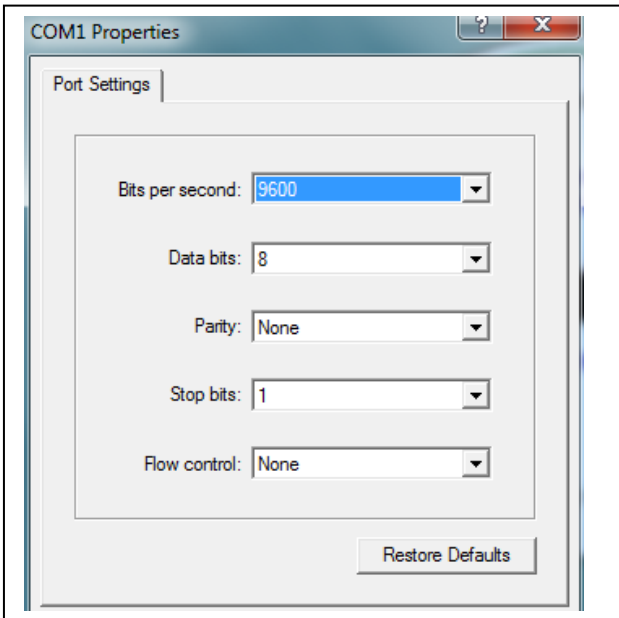 COM1 Properties ?
Port Settings
Bits per second: 9600
Data bits: 8
Parity: None
Stop bits: 1
Flow control: None
Restore Defaults